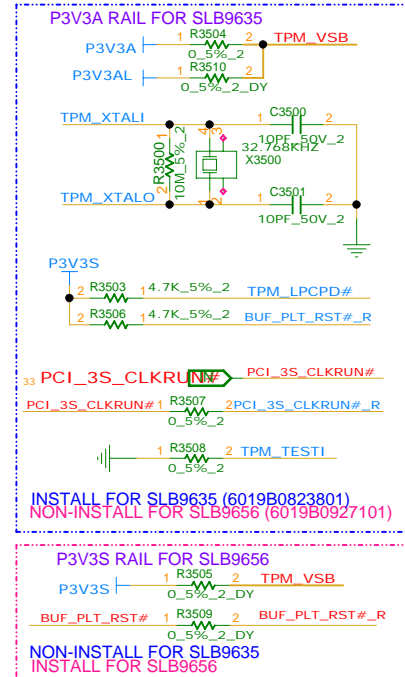 P3V3A RAIL FOR SLB9635
P3V3A 1 R3504 2 TPM_VSB
0_5%_2
P3V3AL 1 R3510 2
0_5%_2_DY
TPM_XTALI 1 C3500 2
10PF_50V_2
1 R3500 2
10M_5%_2
4 3
32.768KHZ
X3500
1 2
TPM_XTALO 1 C3501 2
10PF_50V_2
P3V3S
2 R3503 1 4.7K_5%_2 TPM_LPCPD#
2 R3506 1 4.7K_5%_2 BUF_PLT_RST#_R
33 PCI_3S_CLKRUN# PCI_3S_CLKRUN#
PCI_3S_CLKRUN# 1 R3507 2 PCI_3S_CLKRUN#_R
0_5%_2
1 R3508 2 TPM_TESTI
0_5%_2
INSTALL FOR SLB9635 (6019B0823801)
NON-INSTALL FOR SLB9656 (6019B0927101)
P3V3S RAIL FOR SLB9656
P3V3S 1 R3505 2 TPM_VSB
0_5%_2_DY
BUF_PLT_RST# 1 R3509 2 BUF_PLT_RST#_R
0_5%_2_DY
NON-INSTALL FOR SLB9635
INSTALL FOR SLB9656